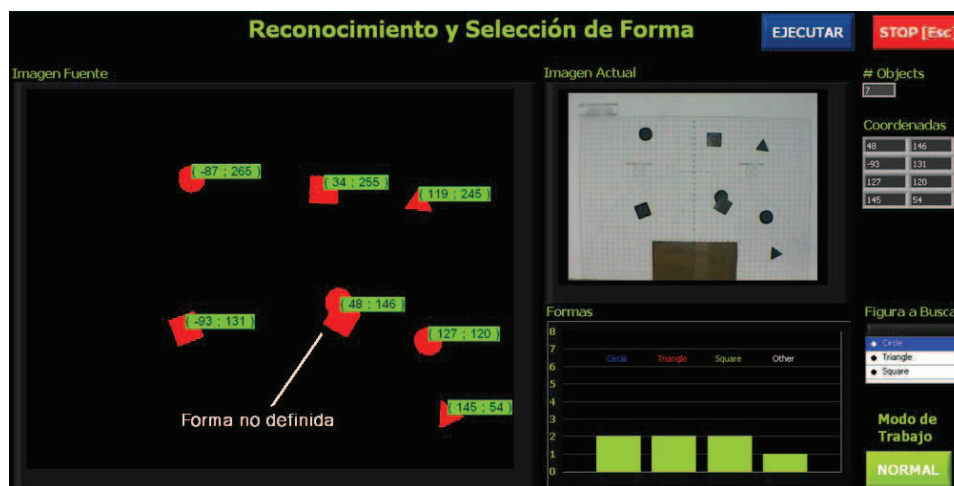 Reconocimiento y Selección de Forma
EJECUTAR
STOP [Esc]
Imagen Fuente
( -87 ; 265 )
( 34 ; 255 )
( 119 ; 245 )
( -93 ; 131 )
( 48 ; 146 )
( 127 ; 120 )
( 145 ; 54 )
Forma no definida
Imagen Actual
Formas
8
7
6
5
4
3
2
1
0
Circle
Triangle
Square
Other
# Objects
7
Coordenadas
48 146
-93 131
127 120
145 54
Figura a Busca
Circle
Triangle
Square
Modo de
Trabajo
NORMAL